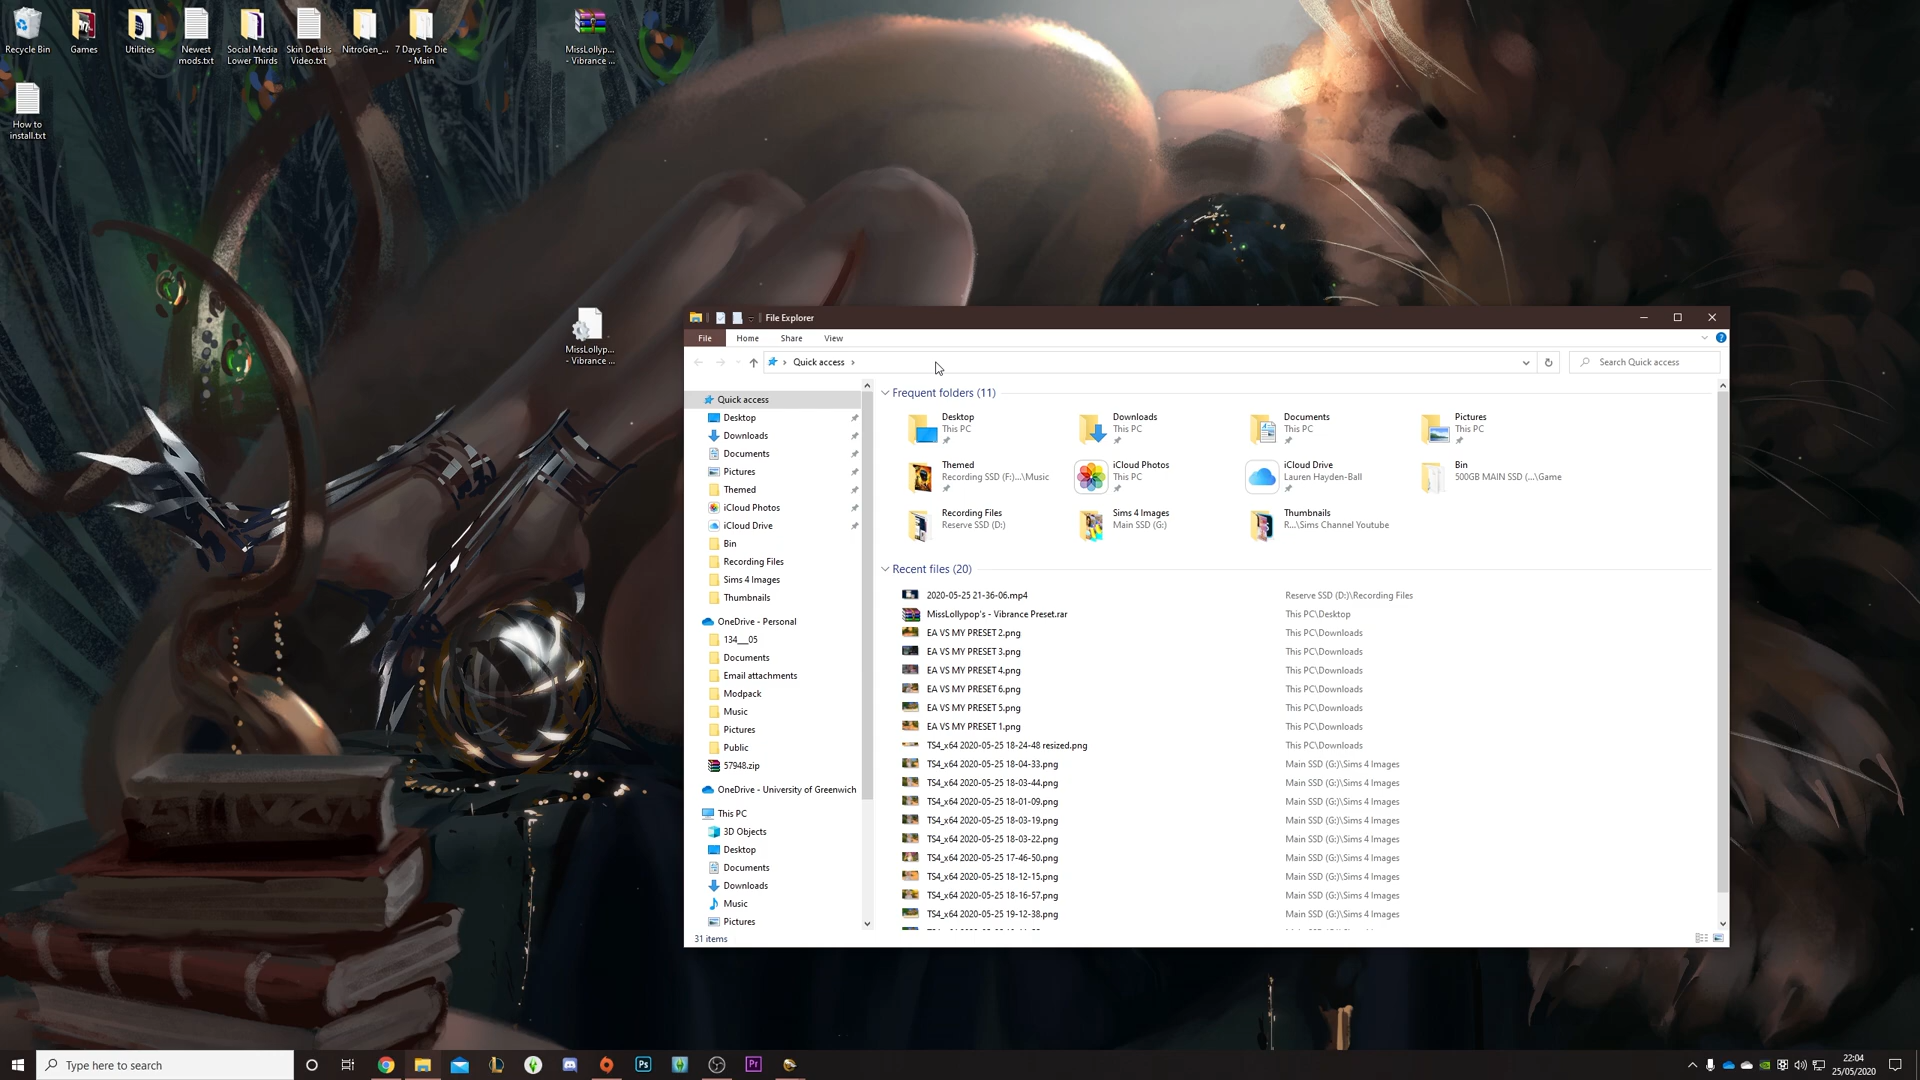 Recycle Bin
Games
Utilities
Newest
mods.txt
Social Media
Lower Thirds
Skin Details
Video.txt
NitroGen_...
7 Days To Die
- Main
MissLollyp...
- Vibrance ...
How to
install.txt
MissLollyp...
- Vibrance ...
File Explorer
File
Home
Share
View
Quick access
Search Quick access
Quick access
Desktop
Downloads
Documents
Pictures
Themed
iCloud Photos
iCloud Drive
Bin
Recording Files
Sims 4 Images
Thumbnails
OneDrive - Personal
134__05
Documents
Email attachments
Modpack
Music
Pictures
Public
57948.zip
OneDrive - University of Greenwich
This PC
3D Objects
Desktop
Documents
Downloads
Music
Pictures
31 items
Frequent folders (11)
Desktop
This PC
Downloads
This PC
Documents
This PC
Pictures
This PC
Themed
Recording SSD (F:)...\Music
iCloud Photos
This PC
iCloud Drive
Lauren Hayden-Ball
Bin
500GB MAIN SSD (...\Game
Recording Files
Reserve SSD (D:)
Sims 4 Images
Main SSD (G:)
Thumbnails
R...\Sims Channel Youtube
Recent files (20)
2020-05-25 21-36-06.mp4 Reserve SSD (D:)\Recording Files
MissLollypop's - Vibrance Preset.rar This PC\Desktop
EA VS MY PRESET 2.png This PC\Downloads
EA VS MY PRESET 3.png This PC\Downloads
EA VS MY PRESET 4.png This PC\Downloads
EA VS MY PRESET 6.png This PC\Downloads
EA VS MY PRESET 5.png This PC\Downloads
EA VS MY PRESET 1.png This PC\Downloads
TS4_x64 2020-05-25 18-24-48 resized.png This PC\Downloads
TS4_x64 2020-05-25 18-04-33.png Main SSD (G:)\Sims 4 Images
TS4_x64 2020-05-25 18-03-44.png Main SSD (G:)\Sims 4 Images
TS4_x64 2020-05-25 18-01-09.png Main SSD (G:)\Sims 4 Images
TS4_x64 2020-05-25 18-03-19.png Main SSD (G:)\Sims 4 Images
TS4_x64 2020-05-25 18-03-22.png Main SSD (G:)\Sims 4 Images
TS4_x64 2020-05-25 17-46-50.png Main SSD (G:)\Sims 4 Images
TS4_x64 2020-05-25 18-12-15.png Main SSD (G:)\Sims 4 Images
TS4_x64 2020-05-25 18-16-57.png Main SSD (G:)\Sims 4 Images
TS4_x64 2020-05-25 19-12-38.png Main SSD (G:)\Sims 4 Images
Type here to search
Ps
Pr
22:04
25/05/2020